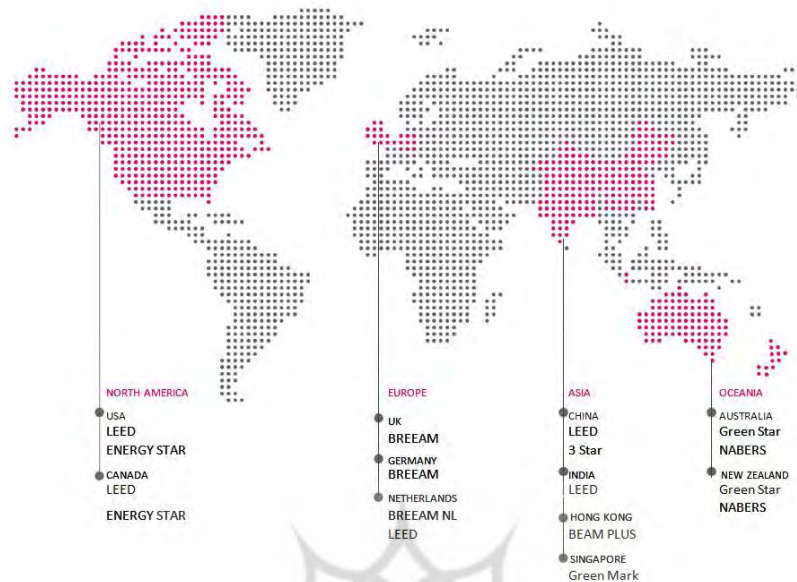 NORTH AMERICA
USA
LEED
ENERGY STAR
CANADA
LEED
ENERGY STAR
EUROPE
UK
BREEAM
GERMANY
BREEAM
NETHERLANDS
BREEAM NL
LEED
ASIA
CHINA
LEED
3 Star
INDIA
LEED
HONG KONG
BEAM PLUS
SINGAPORE
Green Mark
OCEANIA
AUSTRALIA
Green Star
NABERS
NEW ZEALAND
Green Star
NABERS